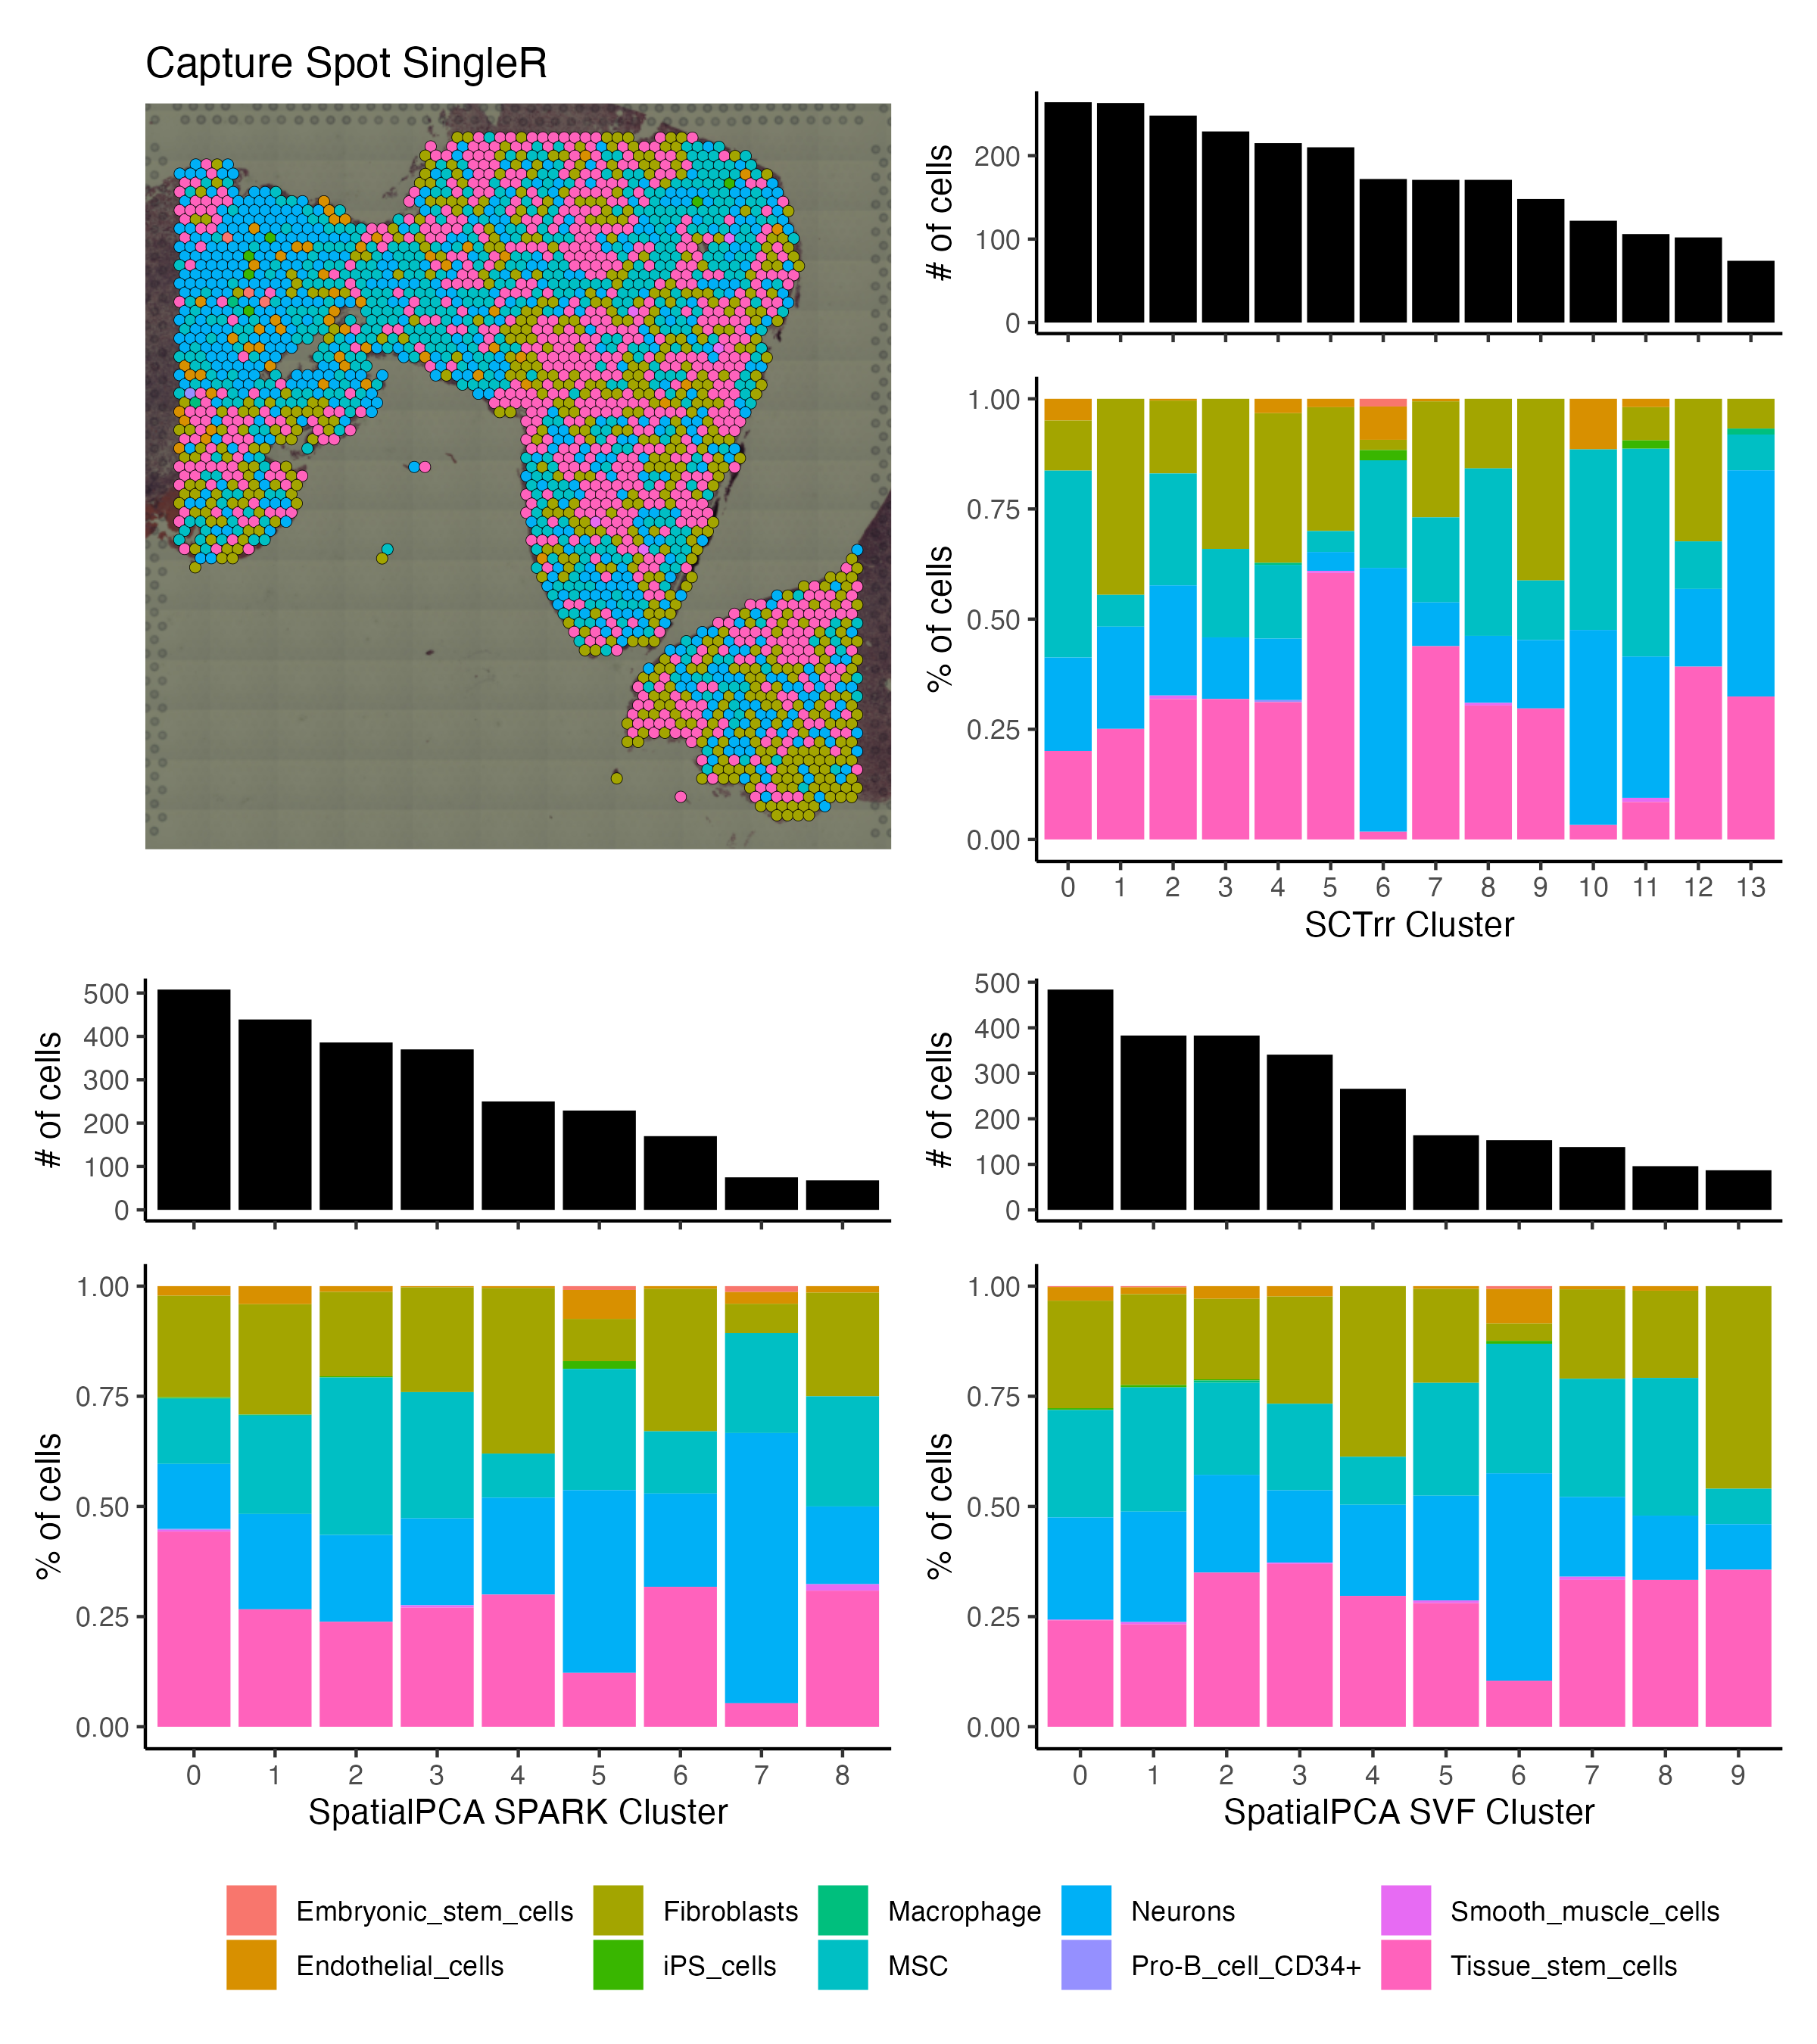 Capture Spot SingleR
# of cells
200
100
0
% of cells
1.00
0.75
0.50
0.25
0.00
0 1 2 3 4 5 6 7 8 9 10 11 12 13
SCTrr Cluster
# of cells
500
400
300
200
100
0
% of cells
1.00
0.75
0.50
0.25
0.00
0 1 2 3 4 5 6 7 8
SpatialPCA SPARK Cluster
# of cells
500
400
300
200
100
0
% of cells
1.00
0.75
0.50
0.25
0.00
0 1 2 3 4 5 6 7 8 9
SpatialPCA SVF Cluster
Embryonic_stem_cells Fibroblasts Macrophage Neurons Smooth_muscle_cells
Endothelial_cells iPS_cells MSC Pro-B_cell_CD34+ Tissue_stem_cells